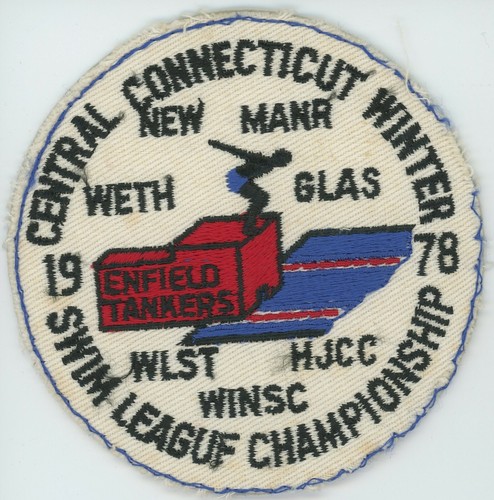 CENTRAL CONNECTICUT WINTER
NEW MANR
WETH GLAS
19 78
ENFIELD
TANKERS
WLST HJCC
WINSC
SWIM LEAGUE CHAMPIONSHIP